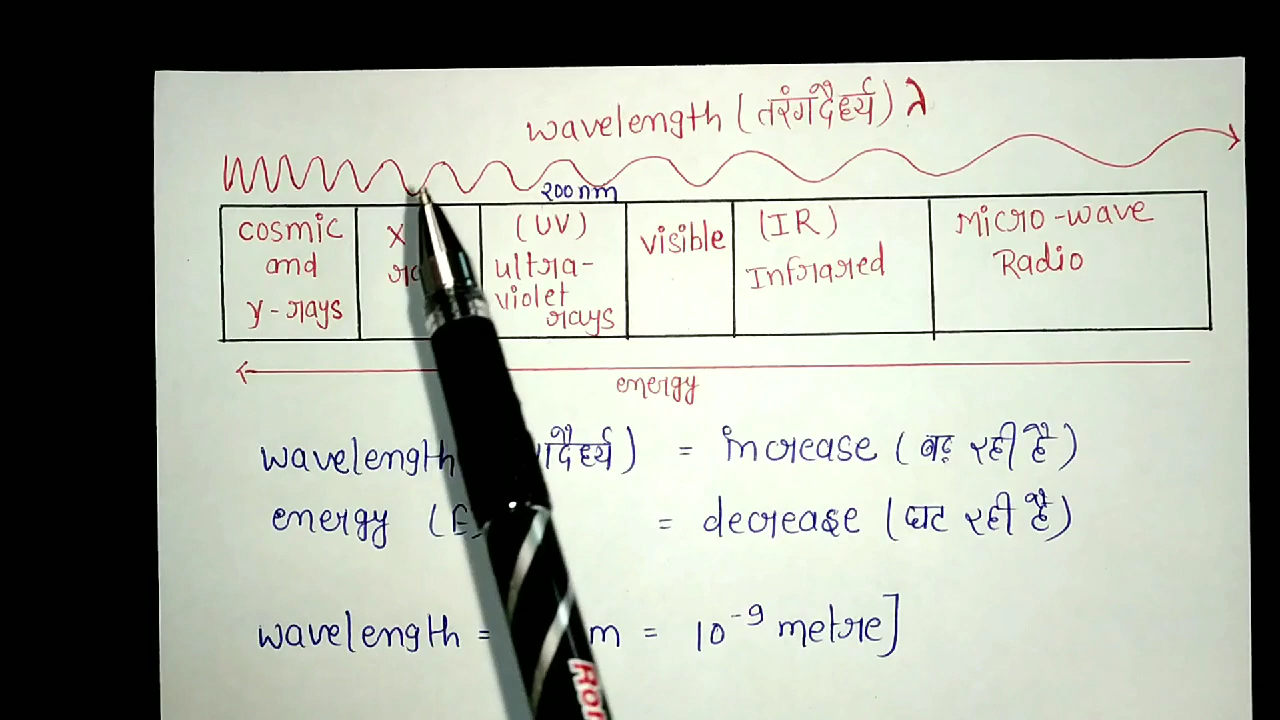 wavelength (तरंगदैर्ध्य) λ
200nm
cosmic and γ-rays
X
(UV) ultra-violet rays
visible
(IR) Infrared
Micro-wave Radio
energy
wavelength = increase (बढ़ रही है)
energy (E) = decrease (घट रही है)
wavelength = m = 10⁻⁹ metre]